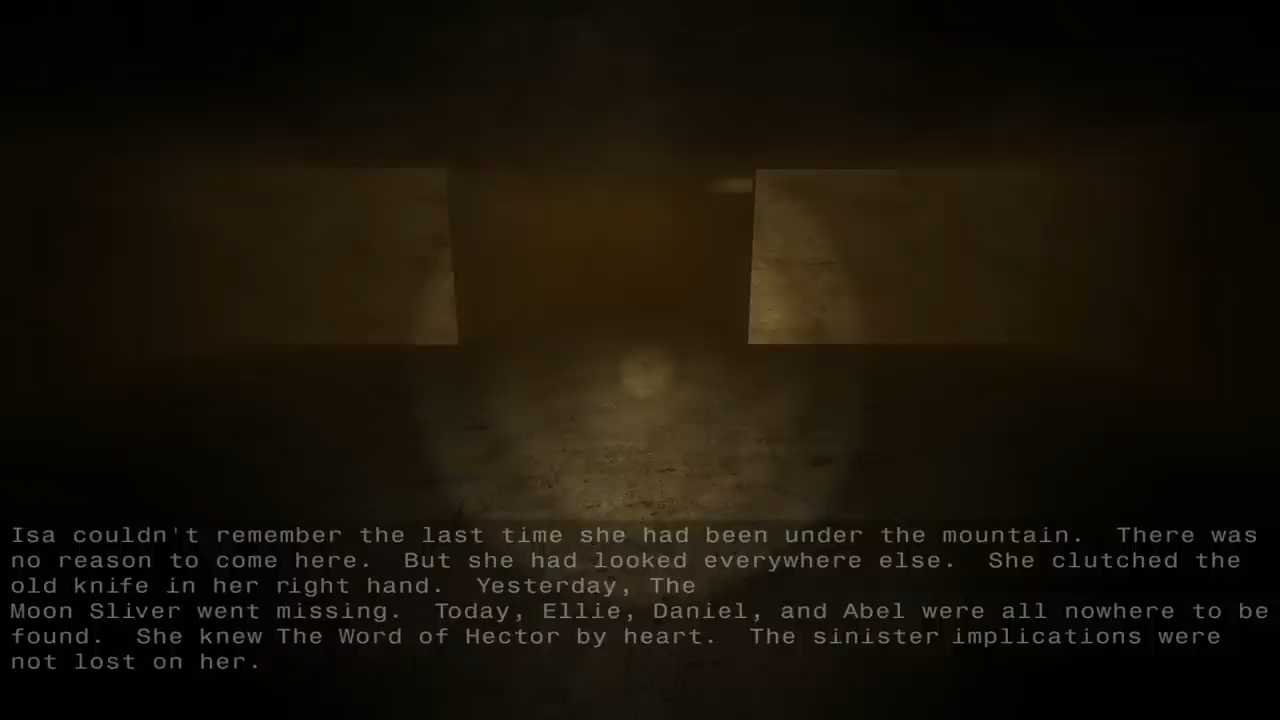 Isa couldn't remember the last time she had been under the mountain.  There was
no reason to come here.  But she had looked everywhere else.  She clutched the
old knife in her right hand.  Yesterday, The
Moon Sliver went missing.  Today, Ellie, Daniel, and Abel were all nowhere to be
found.  She knew The Word of Hector by heart.  The sinister implications were
not lost on her.